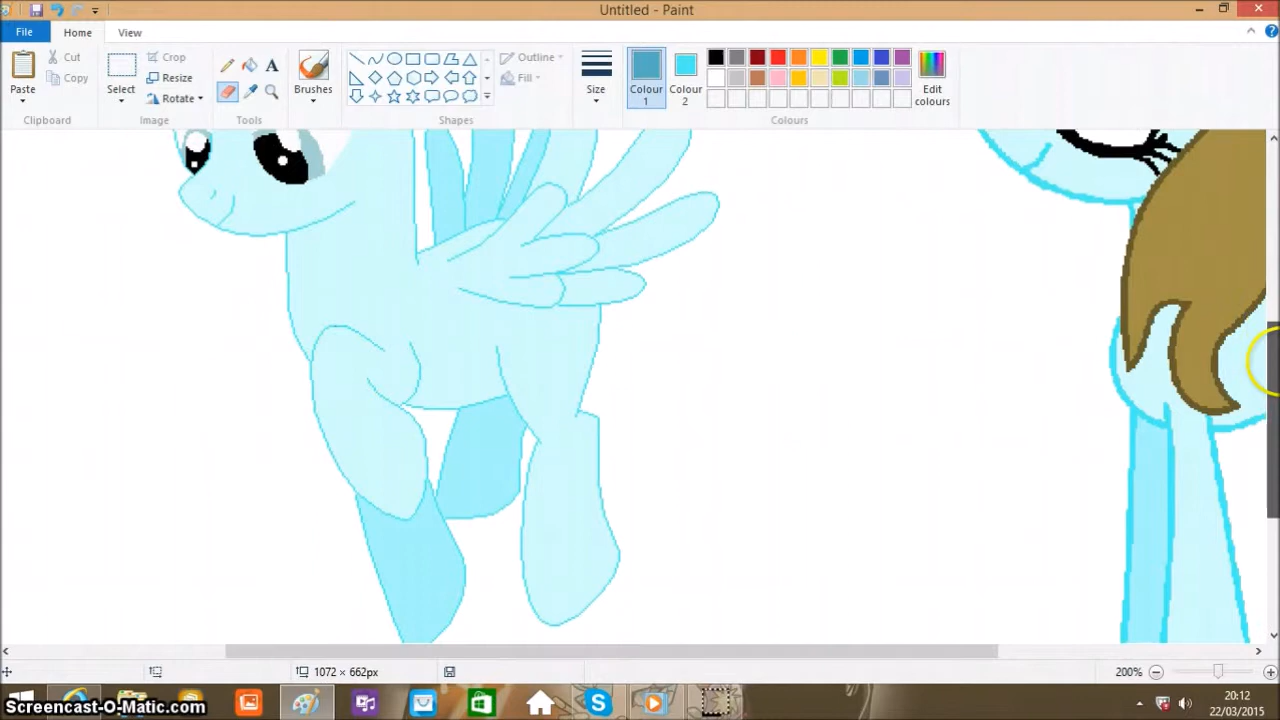 Untitled - Paint
File Home View
Paste
Cut
Copy
Clipboard
Select
Crop
Resize
Rotate
Image
A
Tools
Brushes
Outline
Fill
Shapes
Size
Colour 1
Colour 2
Edit colours
Colours
1072 × 662px
200%
Screencast-O-Matic.com
20:12
22/03/2015